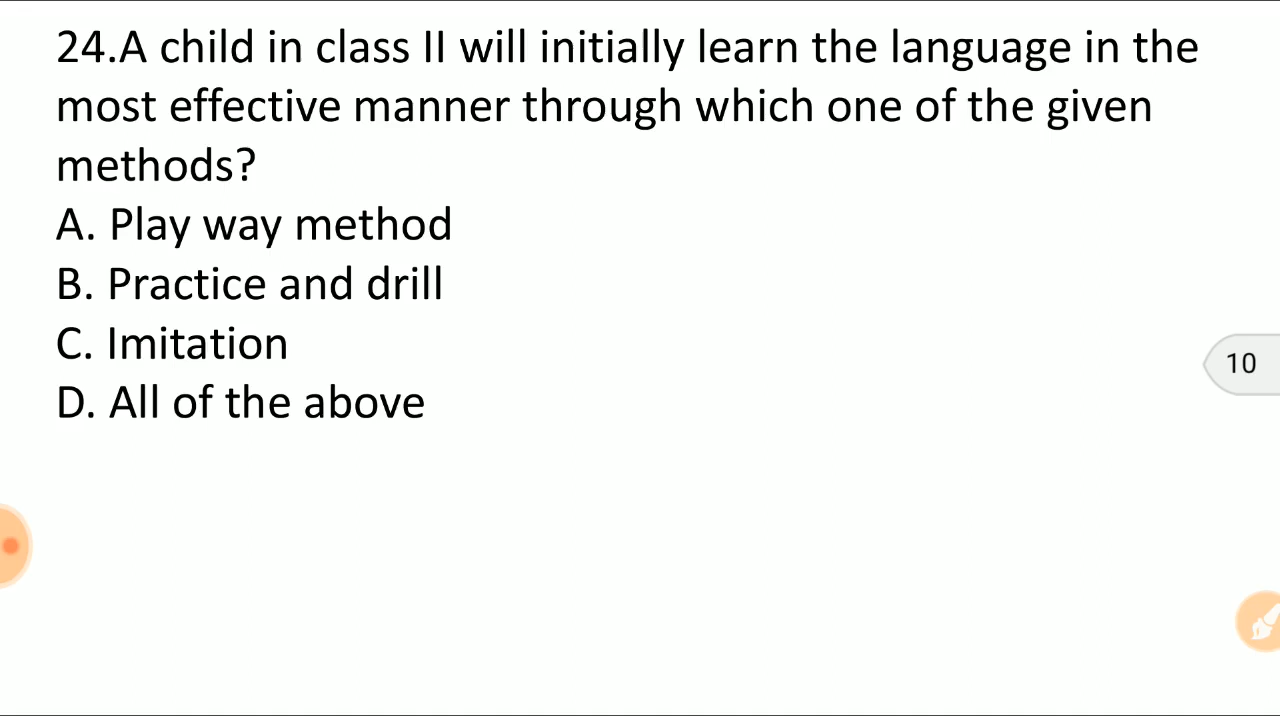 24.A child in class II will initially learn the language in the
most effective manner through which one of the given
methods?
A. Play way method
B. Practice and drill
C. Imitation
D. All of the above
10